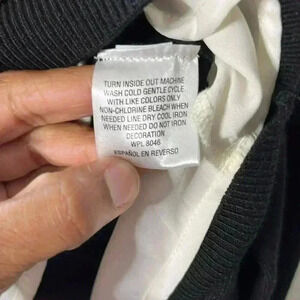 TURN INSIDE OUT MACHINE
WASH COLD GENTLE CYCLE
WITH LIKE COLORS ONLY
NON-CHLORINE BLEACH WHEN
NEEDED LINE DRY COOL IRON
WHEN NEEDED DO NOT IRON
DECORATION
WPL 8046
ESPAÑOL EN REVERSO